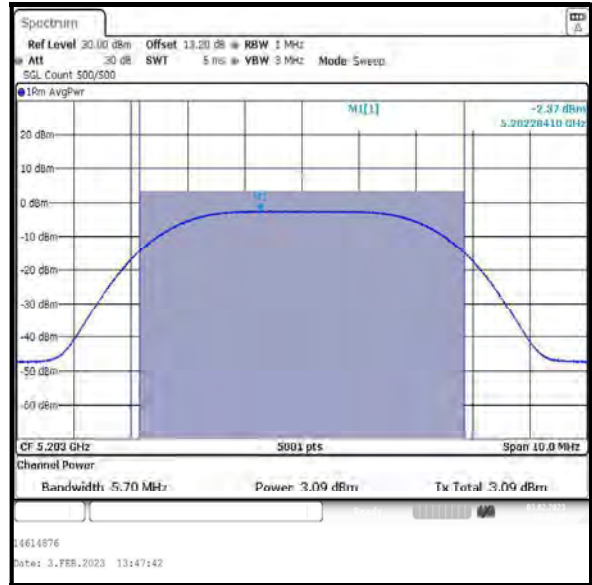 Spectrum
Ref Level 30.00 dBm Offset 13.20 dB RBW 1 MHz
Att 30 dB SWT 5 ms VBW 3 MHz Mode Sweep
SGL Count 500/500
1Rm AvgPwr
M1[1] -2.37 dBm
5.20228410 GHz
20 dBm
10 dBm
M1
0 dBm
-10 dBm
-20 dBm
-30 dBm
-40 dBm
-50 dBm
-60 dBm
CF 5.203 GHz 5001 pts Span 10.0 MHz
Channel Power
Bandwidth 5.70 MHz Power 3.09 dBm Tx Total 3.09 dBm
Ready 03.02.2023
14614876
Date: 3.FEB.2023 13:47:42